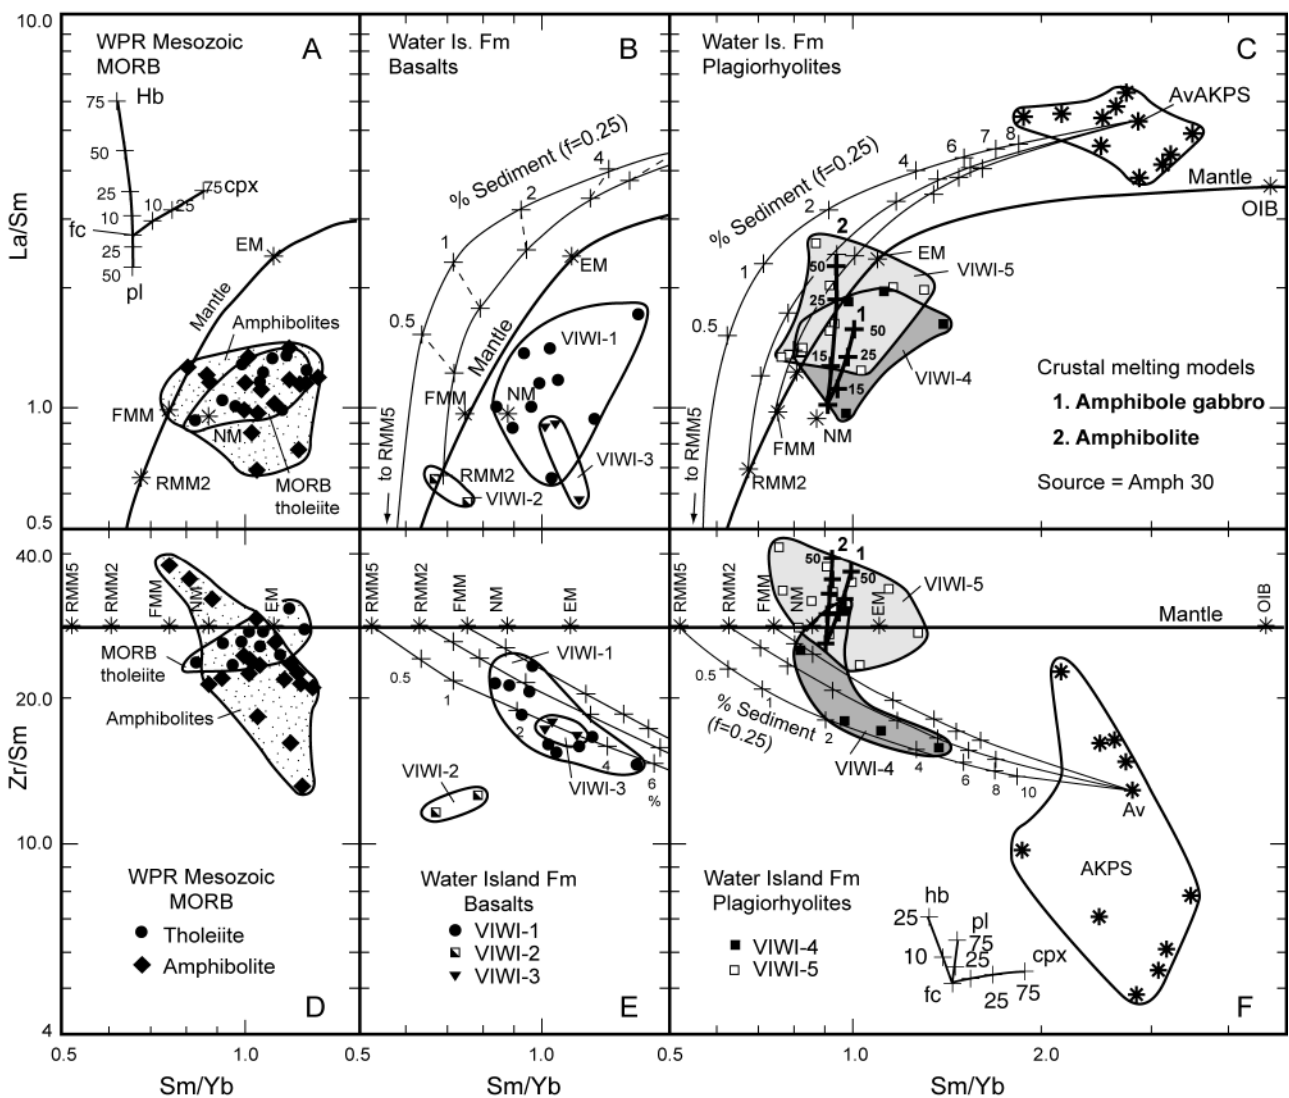 10.0
1.0
0.5
La/Sm
WPR Mesozoic
MORB
A
75
Hb
50
25
10
fc
25
50
pl
10
25
75
cpx
EM
Mantle
Amphibolites
FMM
NM
RMM2
MORB
tholeiite
Water Is. Fm
Basalts
B
% Sediment (f=0.25)
4
2
1
0.5
EM
Mantle
VIWI-1
FMM
NM
VIWI-3
RMM2
VIWI-2
to RMM5
Water Is. Fm
Plagiorhyolites
C
AvAKPS
% Sediment (f=0.25)
8
7
6
4
2
1
0.5
Mantle
OIB
2
EM
VIWI-5
50
25
1
50
15
25
15
VIWI-4
FMM
NM
RMM2
to RMM5
Crustal melting models
1. Amphibole gabbro
2. Amphibolite
Source = Amph 30
40.0
20.0
10.0
4
Zr/Sm
RMM5
RMM2
FMM
NM
EM
MORB
tholeiite
Amphibolites
WPR Mesozoic
MORB
Tholeiite
Amphibolite
D
RMM5
RMM2
FMM
NM
EM
VIWI-1
0.5
1
2
4
6
%
VIWI-2
VIWI-3
Water Island Fm
Basalts
VIWI-1
VIWI-2
VIWI-3
E
RMM5
RMM2
FMM
NM
EM
OIB
50
2
1
50
VIWI-5
Mantle
0.5
1
% Sediment
(f=0.25)
2
4
6
8
10
VIWI-4
Av
AKPS
Water Island Fm
Plagiorhyolites
VIWI-4
VIWI-5
hb
25
10
pl
75
25
cpx
fc
25
75
F
0.5
1.0
0.5
1.0
0.5
1.0
2.0
Sm/Yb
Sm/Yb
Sm/Yb